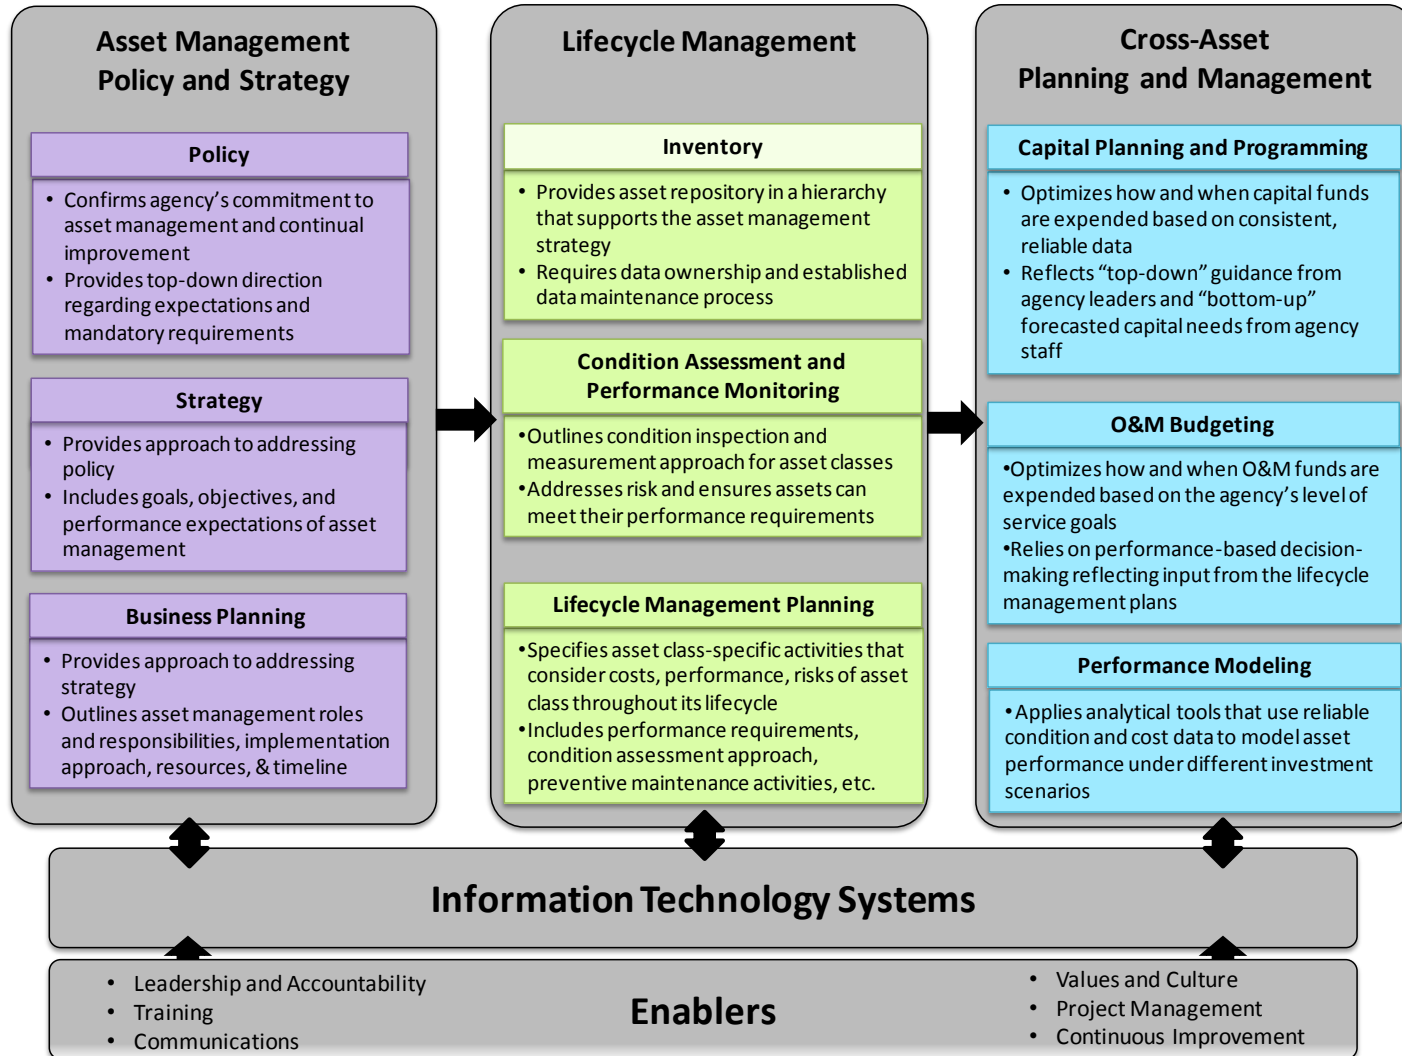 Asset Management
Policy and Strategy
Policy
• Confirms agency's commitment to
asset management and continual
improvement
• Provides top-down direction
regarding expectations and
mandatory requirements
Strategy
• Provides approach to addressing
policy
• Includes goals, objectives, and
performance expectations of asset
management
Business Planning
• Provides approach to addressing
strategy
• Outlines asset management roles
and responsibilities, implementation
approach, resources, & timeline
Lifecycle Management
Inventory
• Provides asset repository in a hierarchy
that supports the asset management
strategy
• Requires data ownership and established
data maintenance process
Condition Assessment and
Performance Monitoring
•Outlines condition inspection and
measurement approach for asset classes
•Addresses risk and ensures assets can
meet their performance requirements
Lifecycle Management Planning
•Specifies asset class-specific activities that
consider costs, performance, risks of asset
class throughout its lifecycle
•Includes performance requirements,
condition assessment approach,
preventive maintenance activities, etc.
Cross-Asset
Planning and Management
Capital Planning and Programming
• Optimizes how and when capital funds
are expended based on consistent,
reliable data
• Reflects “top-down” guidance from
agency leaders and “bottom-up”
forecasted capital needs from agency
staff
O&M Budgeting
•Optimizes how and when O&M funds are
expended based on the agency's level of
service goals
•Relies on performance-based decision-
making reflecting input from the lifecycle
management plans
Performance Modeling
•Applies analytical tools that use reliable
condition and cost data to model asset
performance under different investment
scenarios
Information Technology Systems
• Leadership and Accountability
• Training
• Communications
Enablers
• Values and Culture
• Project Management
• Continuous Improvement